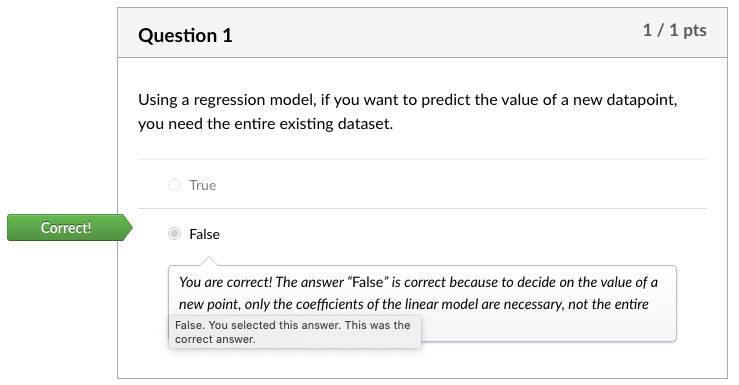 Question 1
1 / 1 pts
Using a regression model, if you want to predict the value of a new datapoint,
you need the entire existing dataset.
True
Correct!
False
You are correct! The answer “False” is correct because to decide on the value of a
new point, only the coefficients of the linear model are necessary, not the entire
False. You selected this answer. This was the
correct answer.